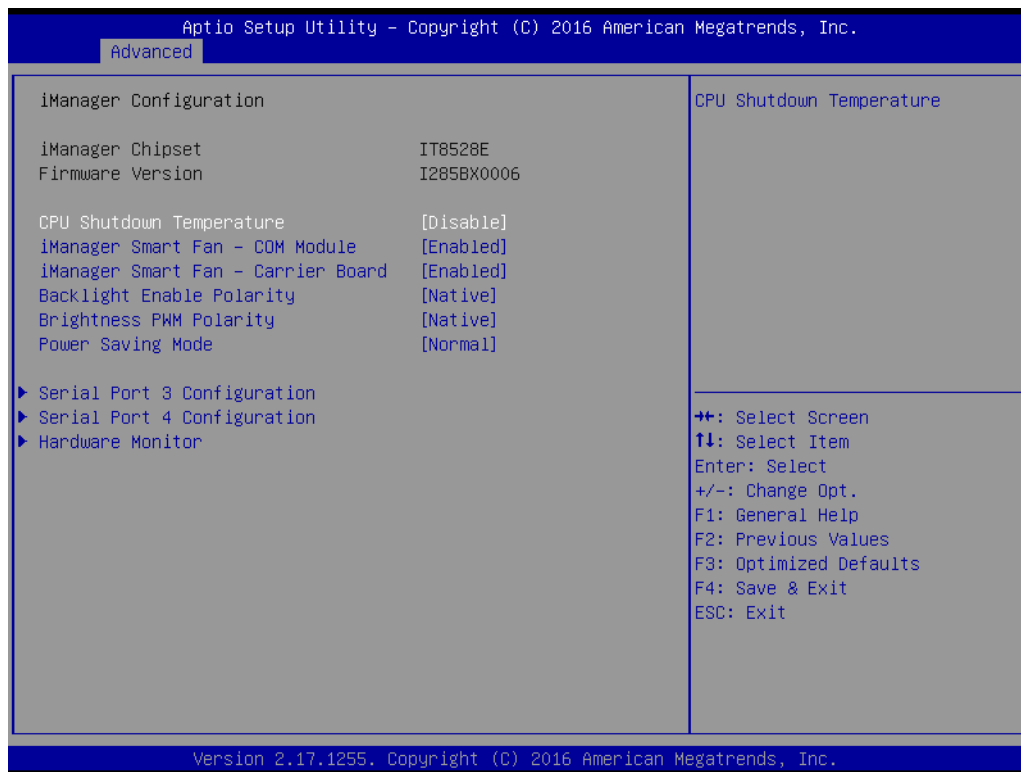 Aptio Setup Utility – Copyright (C) 2016 American Megatrends, Inc.
Advanced
iManager Configuration
iManager Chipset IT8528E
Firmware Version I285BX0006
CPU Shutdown Temperature [Disable]
iManager Smart Fan – COM Module [Enabled]
iManager Smart Fan – Carrier Board [Enabled]
Backlight Enable Polarity [Native]
Brightness PWM Polarity [Native]
Power Saving Mode [Normal]
▶ Serial Port 3 Configuration
▶ Serial Port 4 Configuration
▶ Hardware Monitor
CPU Shutdown Temperature
→←: Select Screen
↑↓: Select Item
Enter: Select
+/-: Change Opt.
F1: General Help
F2: Previous Values
F3: Optimized Defaults
F4: Save & Exit
ESC: Exit
Version 2.17.1255. Copyright (C) 2016 American Megatrends, Inc.